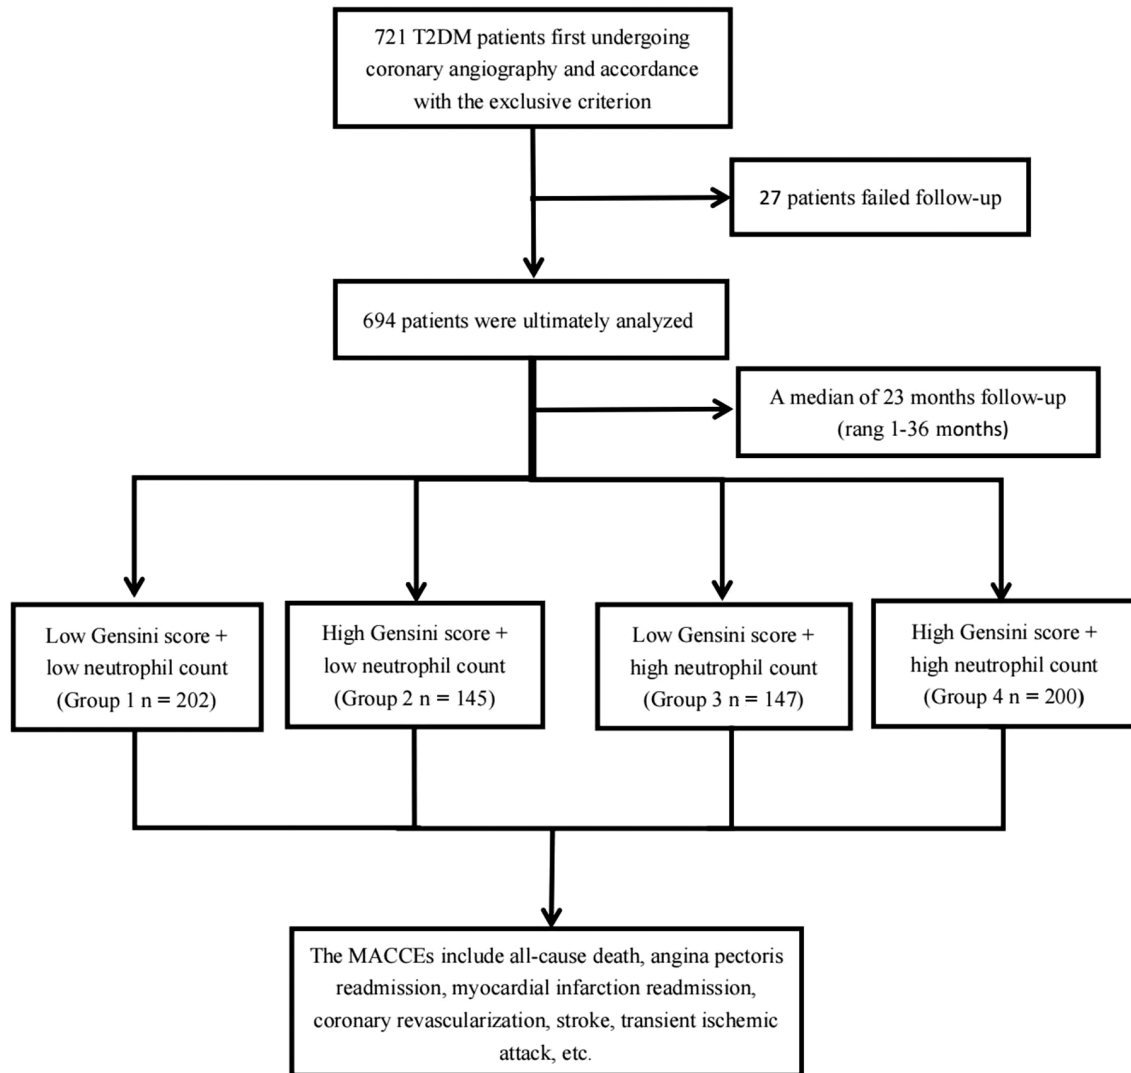 721 T2DM patients first undergoing
coronary angiography and accordance
with the exclusive criterion
27 patients failed follow-up
694 patients were ultimately analyzed
A median of 23 months follow-up
(rang 1-36 months)
Low Gensini score +
low neutrophil count
(Group 1 n = 202)
High Gensini score +
low neutrophil count
(Group 2 n = 145)
Low Gensini score +
high neutrophil count
(Group 3 n = 147)
High Gensini score +
high neutrophil count
(Group 4 n = 200)
The MACCEs include all-cause death, angina pectoris
readmission, myocardial infarction readmission,
coronary revascularization, stroke, transient ischemic
attack, etc.